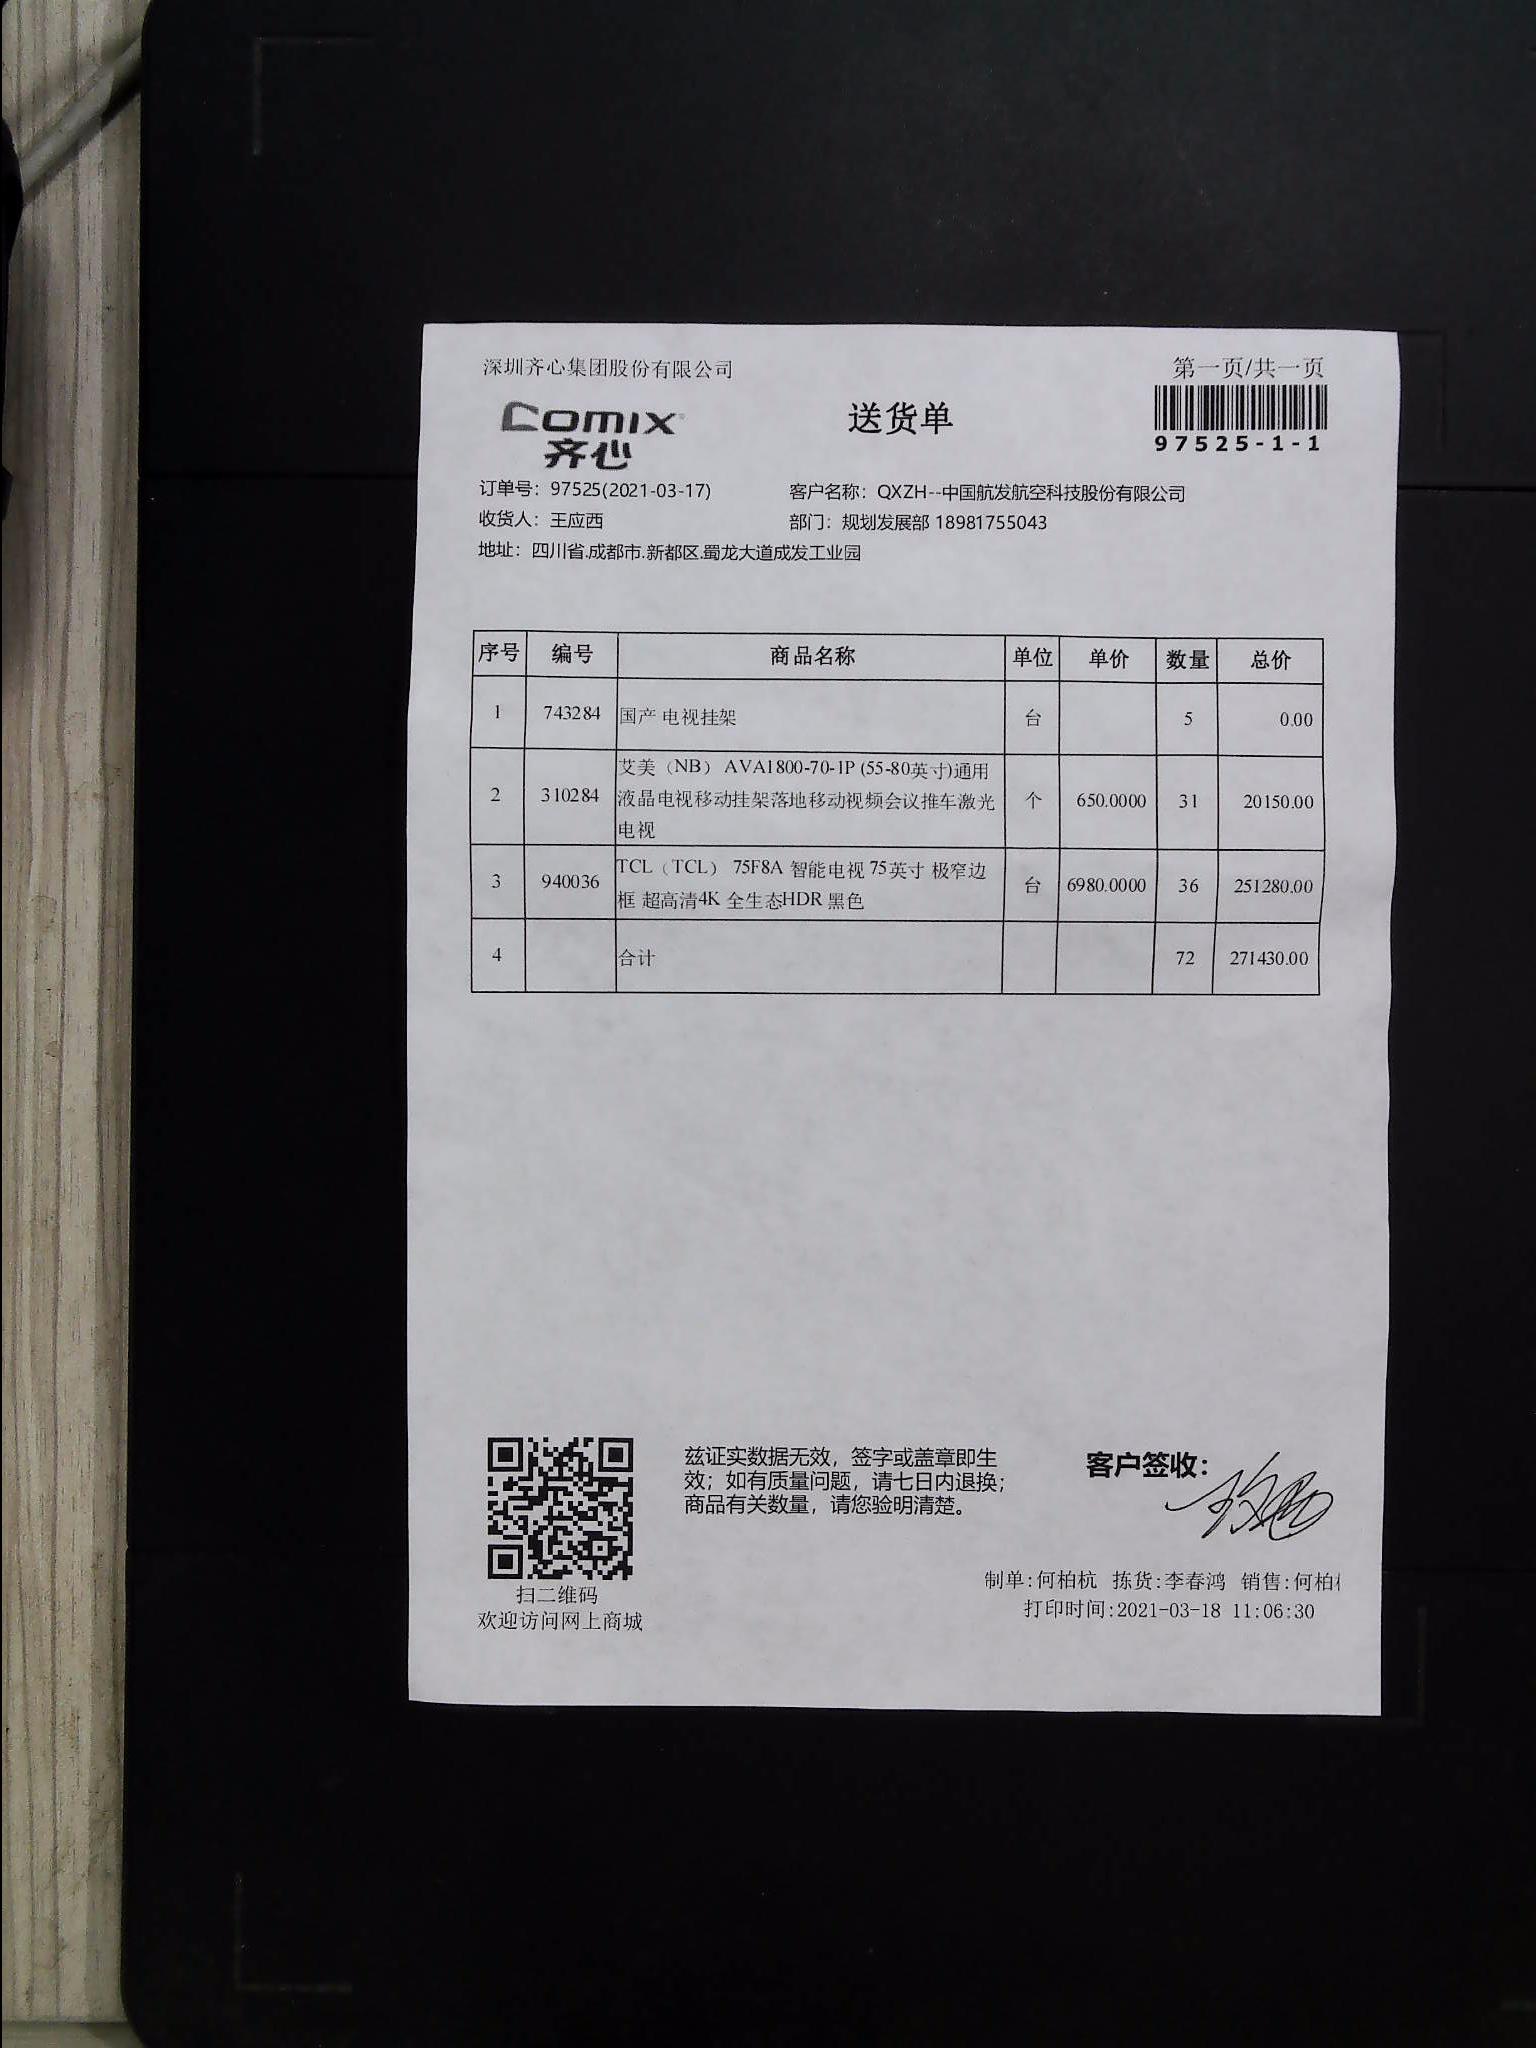 深圳齐心集团股份有限公司
第一页/共一页
comix
齐心
送货单
97525-1-1
订单号：97525(2021-03-17)
客户名称：QXZH--中国航发航空科技股份有限公司
收货人：王应西
部门：规划发展部 18981755043
地址：四川省.成都市.新都区.蜀龙大道成发工业园
序号 编号 商品名称 单位 单价 数量 总价
1 743284 国产 电视挂架 台 5 0.00
2 310284 艾美（NB） AVA1800-70-1P (55-80英寸)通用
液晶电视移动挂架落地移动视频会议推车激光
电视 个 650.0000 31 20150.00
3 940036 TCL（TCL） 75F8A 智能电视 75英寸 极窄边
框 超高清4K 全生态HDR 黑色 台 6980.0000 36 251280.00
4 合计 72 271430.00
兹证实数据无效，签字或盖章即生
效；如有质量问题，请七日内退换；
商品有关数量，请您验明清楚。
客户签收：
扫二维码
欢迎访问网上商城
制单:何柏杭 拣货:李春鸿 销售:何柏
打印时间:2021-03-18 11:06:30